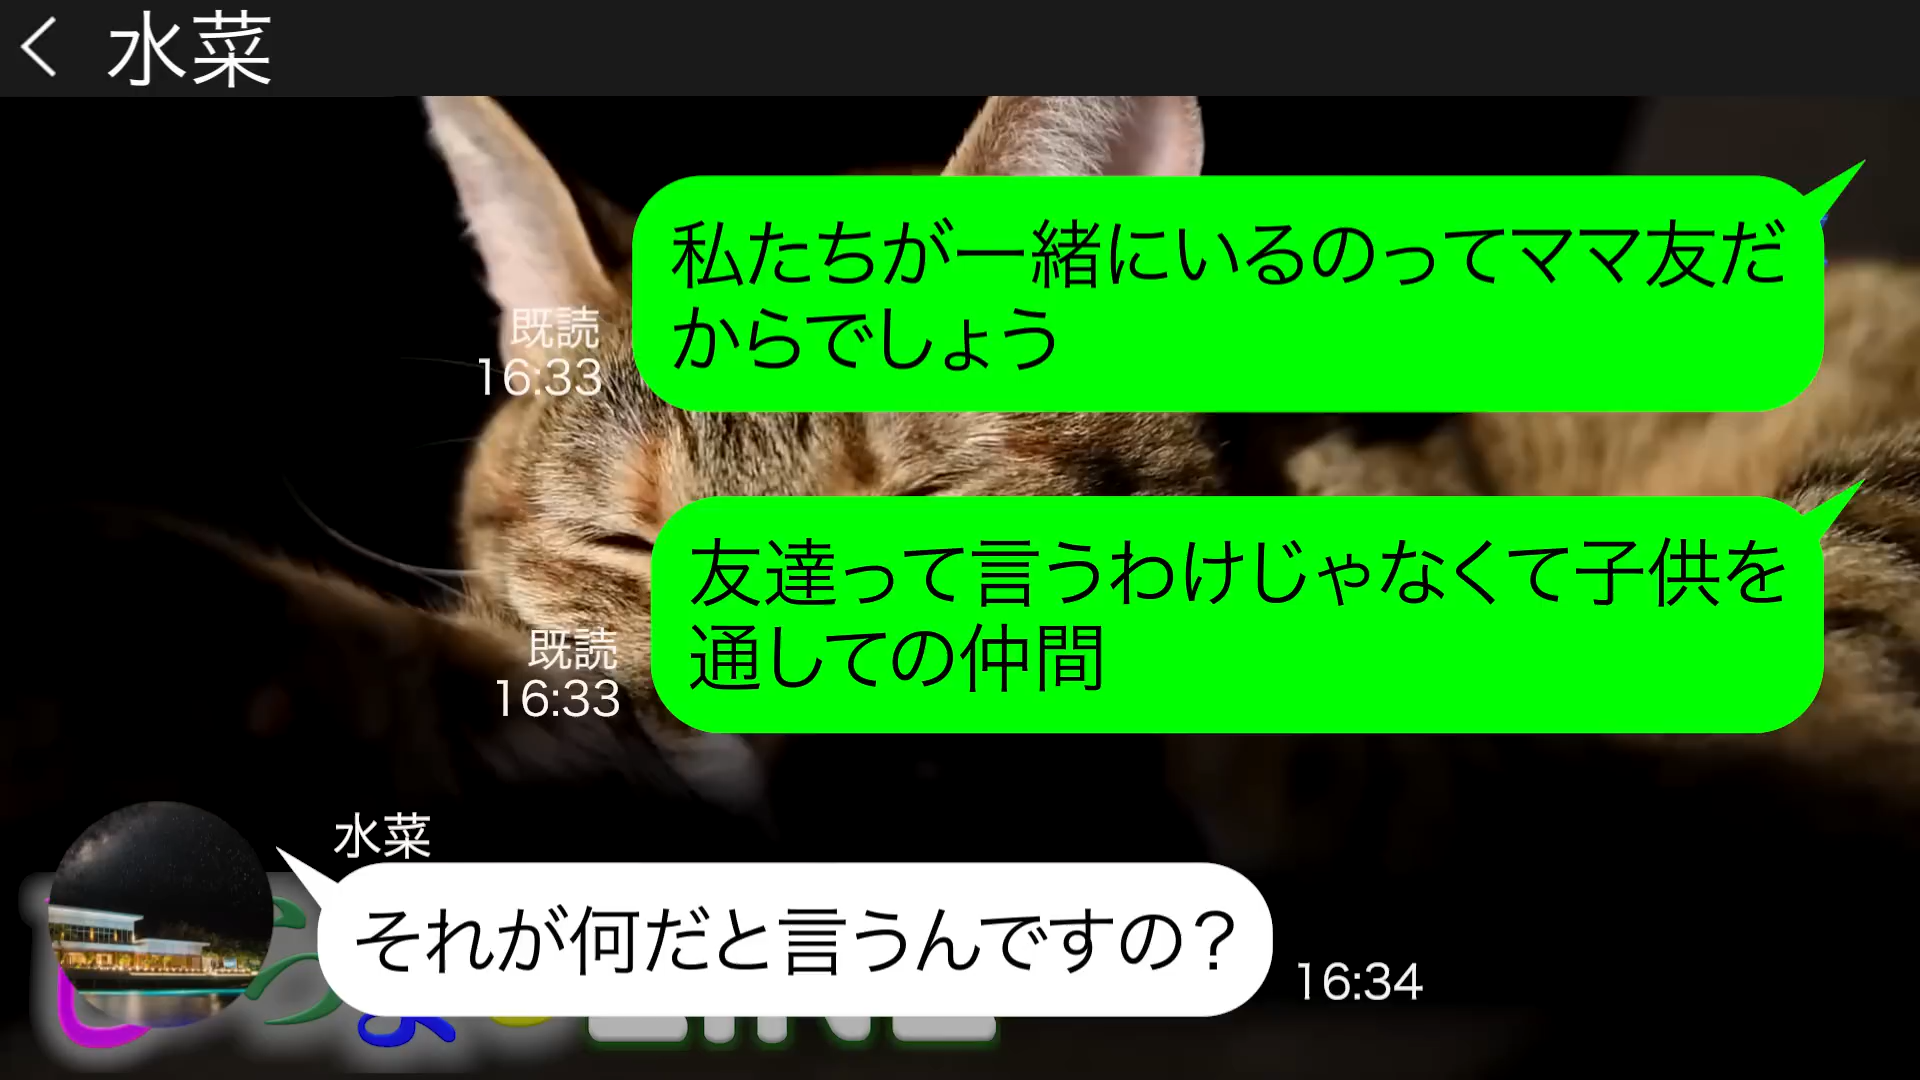 水菜
私たちが一緒にいるのってママ友だ
からでしょう
既読
16:33
友達って言うわけじゃなくて子供を
通しての仲間
既読
16:33
水菜
それが何だと言うんですの？
16:34